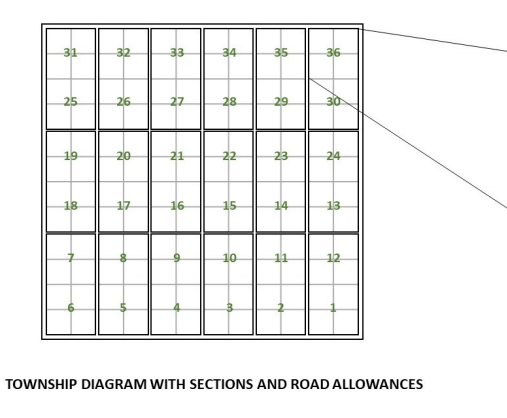 31 32 33 34 35 36
25 26 27 28 29 30
19 20 21 22 23 24
18 17 16 15 14 13
7 8 9 10 11 12
6 5 4 3 2 1
TOWNSHIP DIAGRAM WITH SECTIONS AND ROAD ALLOWANCES